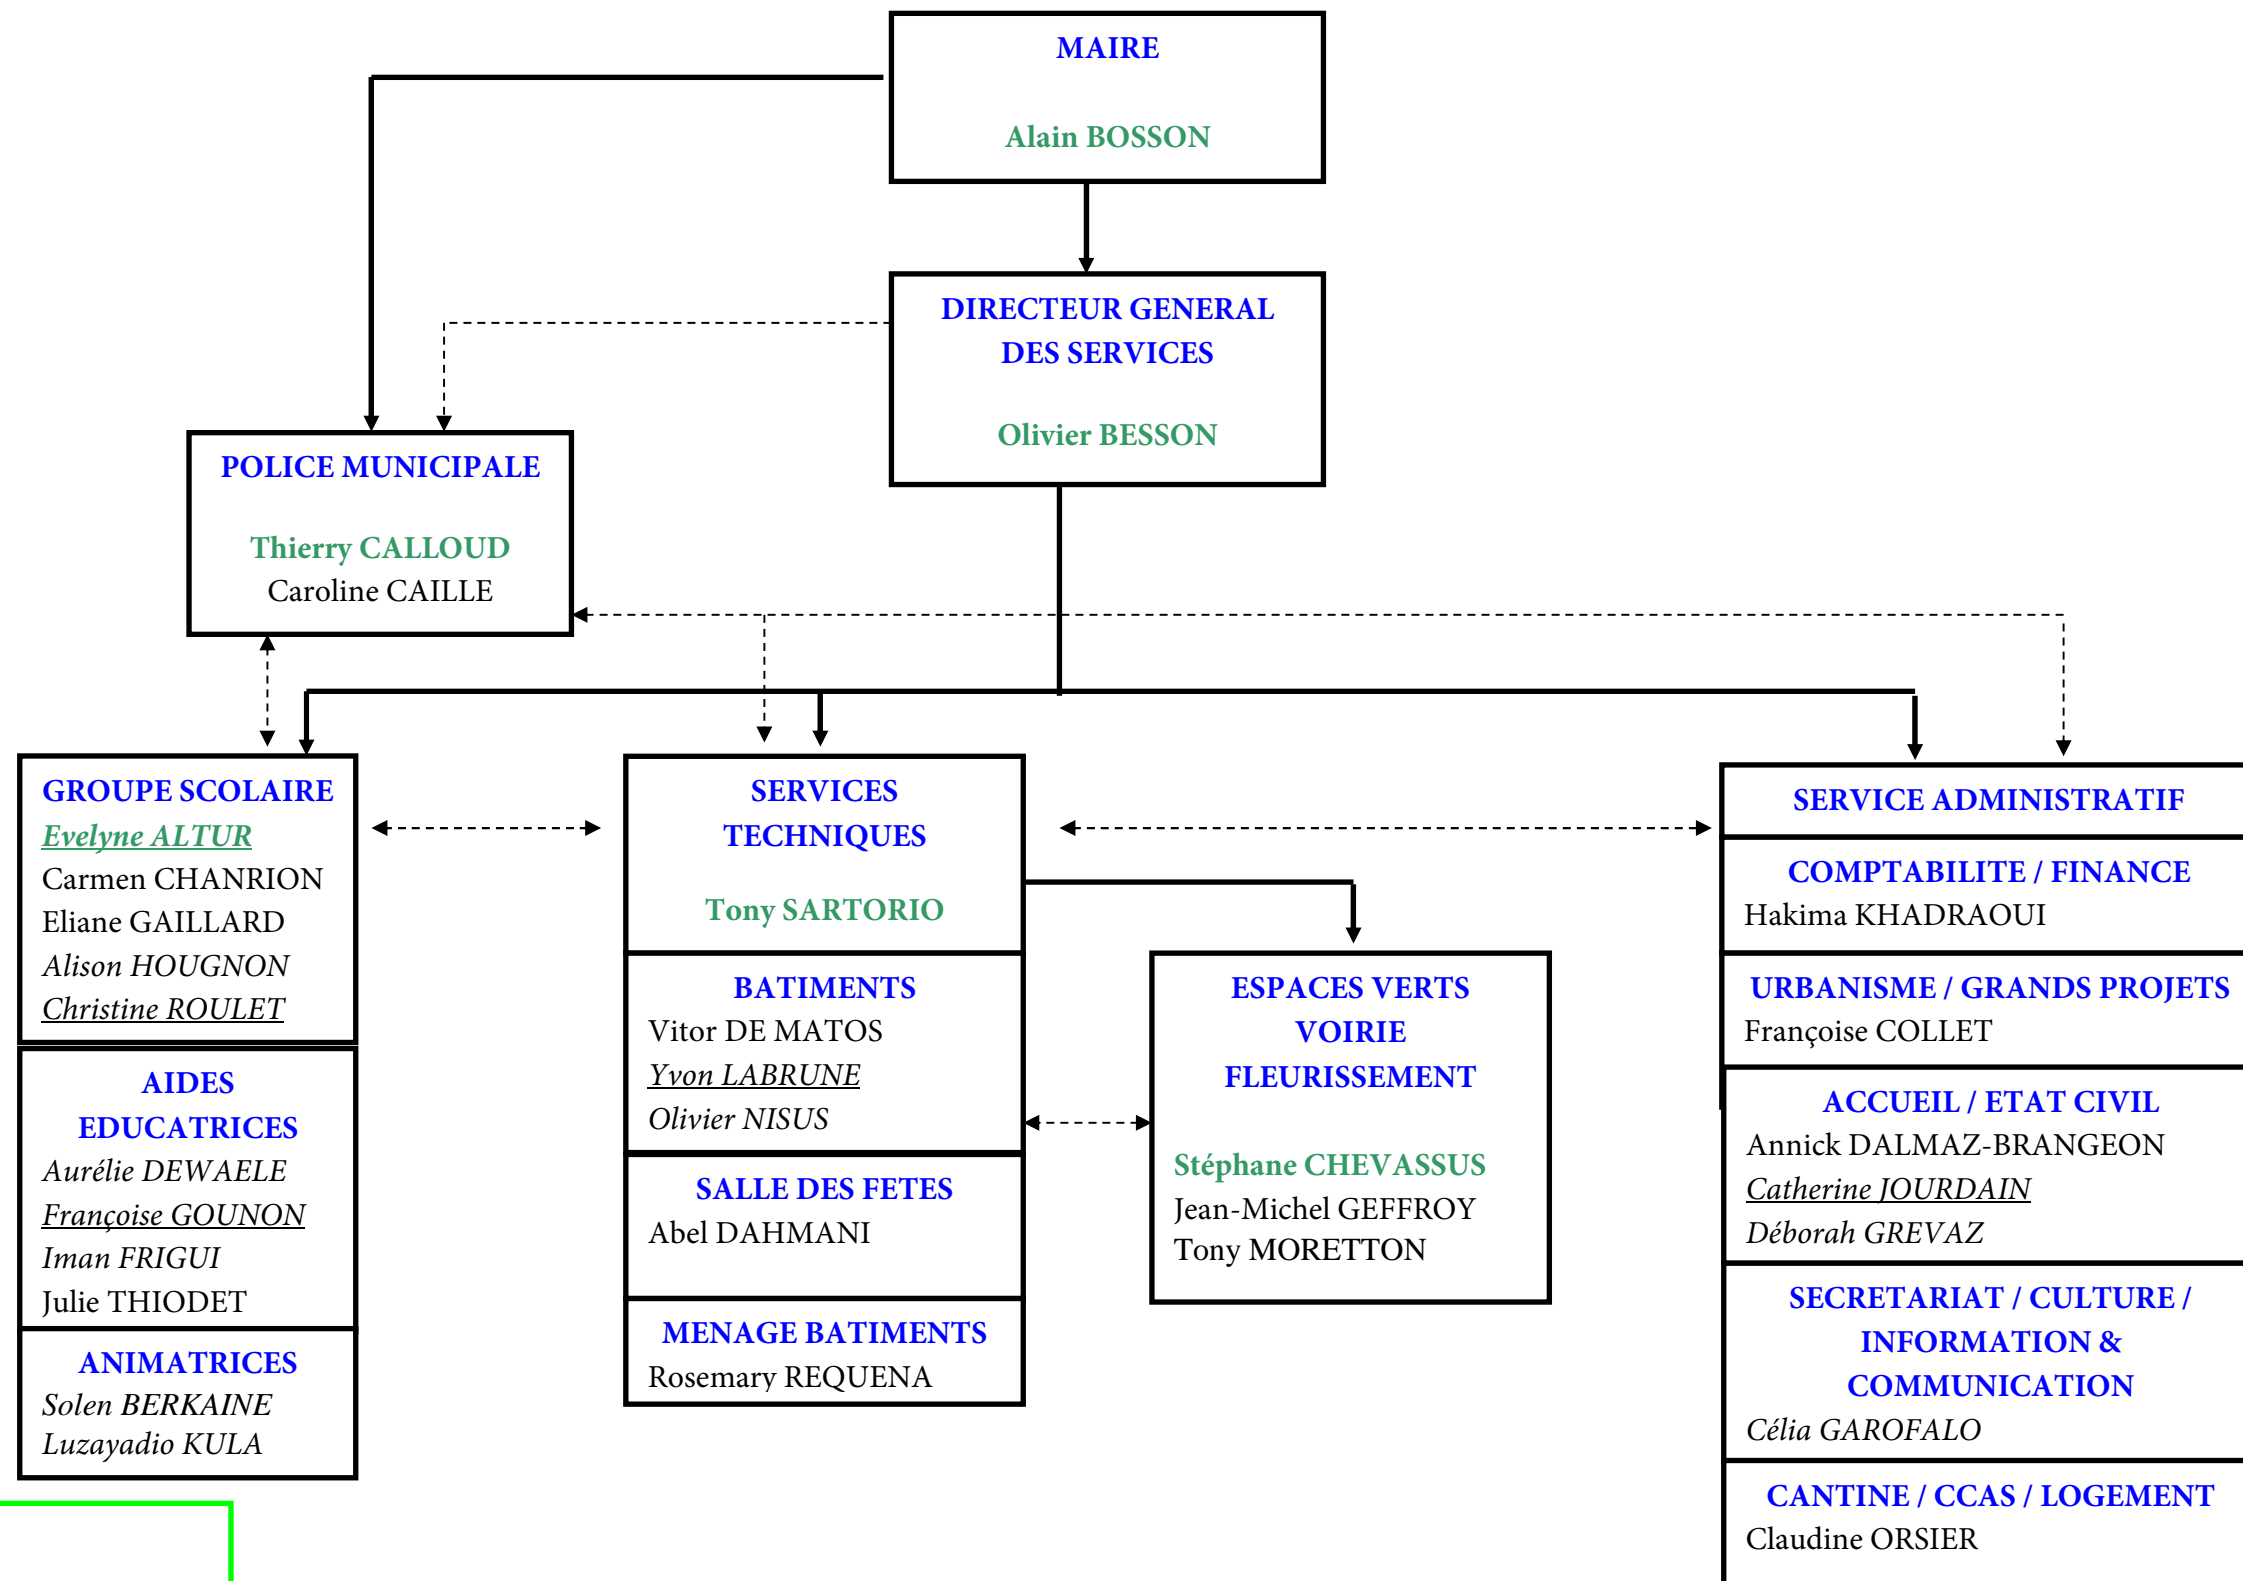 MAIRE
Alain BOSSON
DIRECTEUR GENERAL
DES SERVICES
Olivier BESSON
POLICE MUNICIPALE
Thierry CALLOUD
Caroline CAILLE
GROUPE SCOLAIRE
Evelyne ALTUR
Carmen CHANRION
Eliane GAILLARD
Alison HOUGNON
Christine ROULET
AIDES
EDUCATRICES
Aurélie DEWAELE
Françoise GOUNON
Iman FRIGUI
Julie THIODET
ANIMATRICES
Solen BERKAINE
Luzayadio KULA
SERVICES
TECHNIQUES
Tony SARTORIO
BATIMENTS
Vitor DE MATOS
Yvon LABRUNE
Olivier NISUS
SALLE DES FETES
Abel DAHMANI
MENAGE BATIMENTS
Rosemary REQUENA
ESPACES VERTS
VOIRIE
FLEURISSEMENT
Stéphane CHEVASSUS
Jean-Michel GEFFROY
Tony MORETTON
SERVICE ADMINISTRATIF
COMPTABILITE / FINANCE
Hakima KHADRAOUI
URBANISME / GRANDS PROJETS
Françoise COLLET
ACCUEIL / ETAT CIVIL
Annick DALMAZ-BRANGEON
Catherine JOURDAIN
Déborah GREVAZ
SECRETARIAT / CULTURE /
INFORMATION &
COMMUNICATION
Célia GAROFALO
CANTINE / CCAS / LOGEMENT
Claudine ORSIER